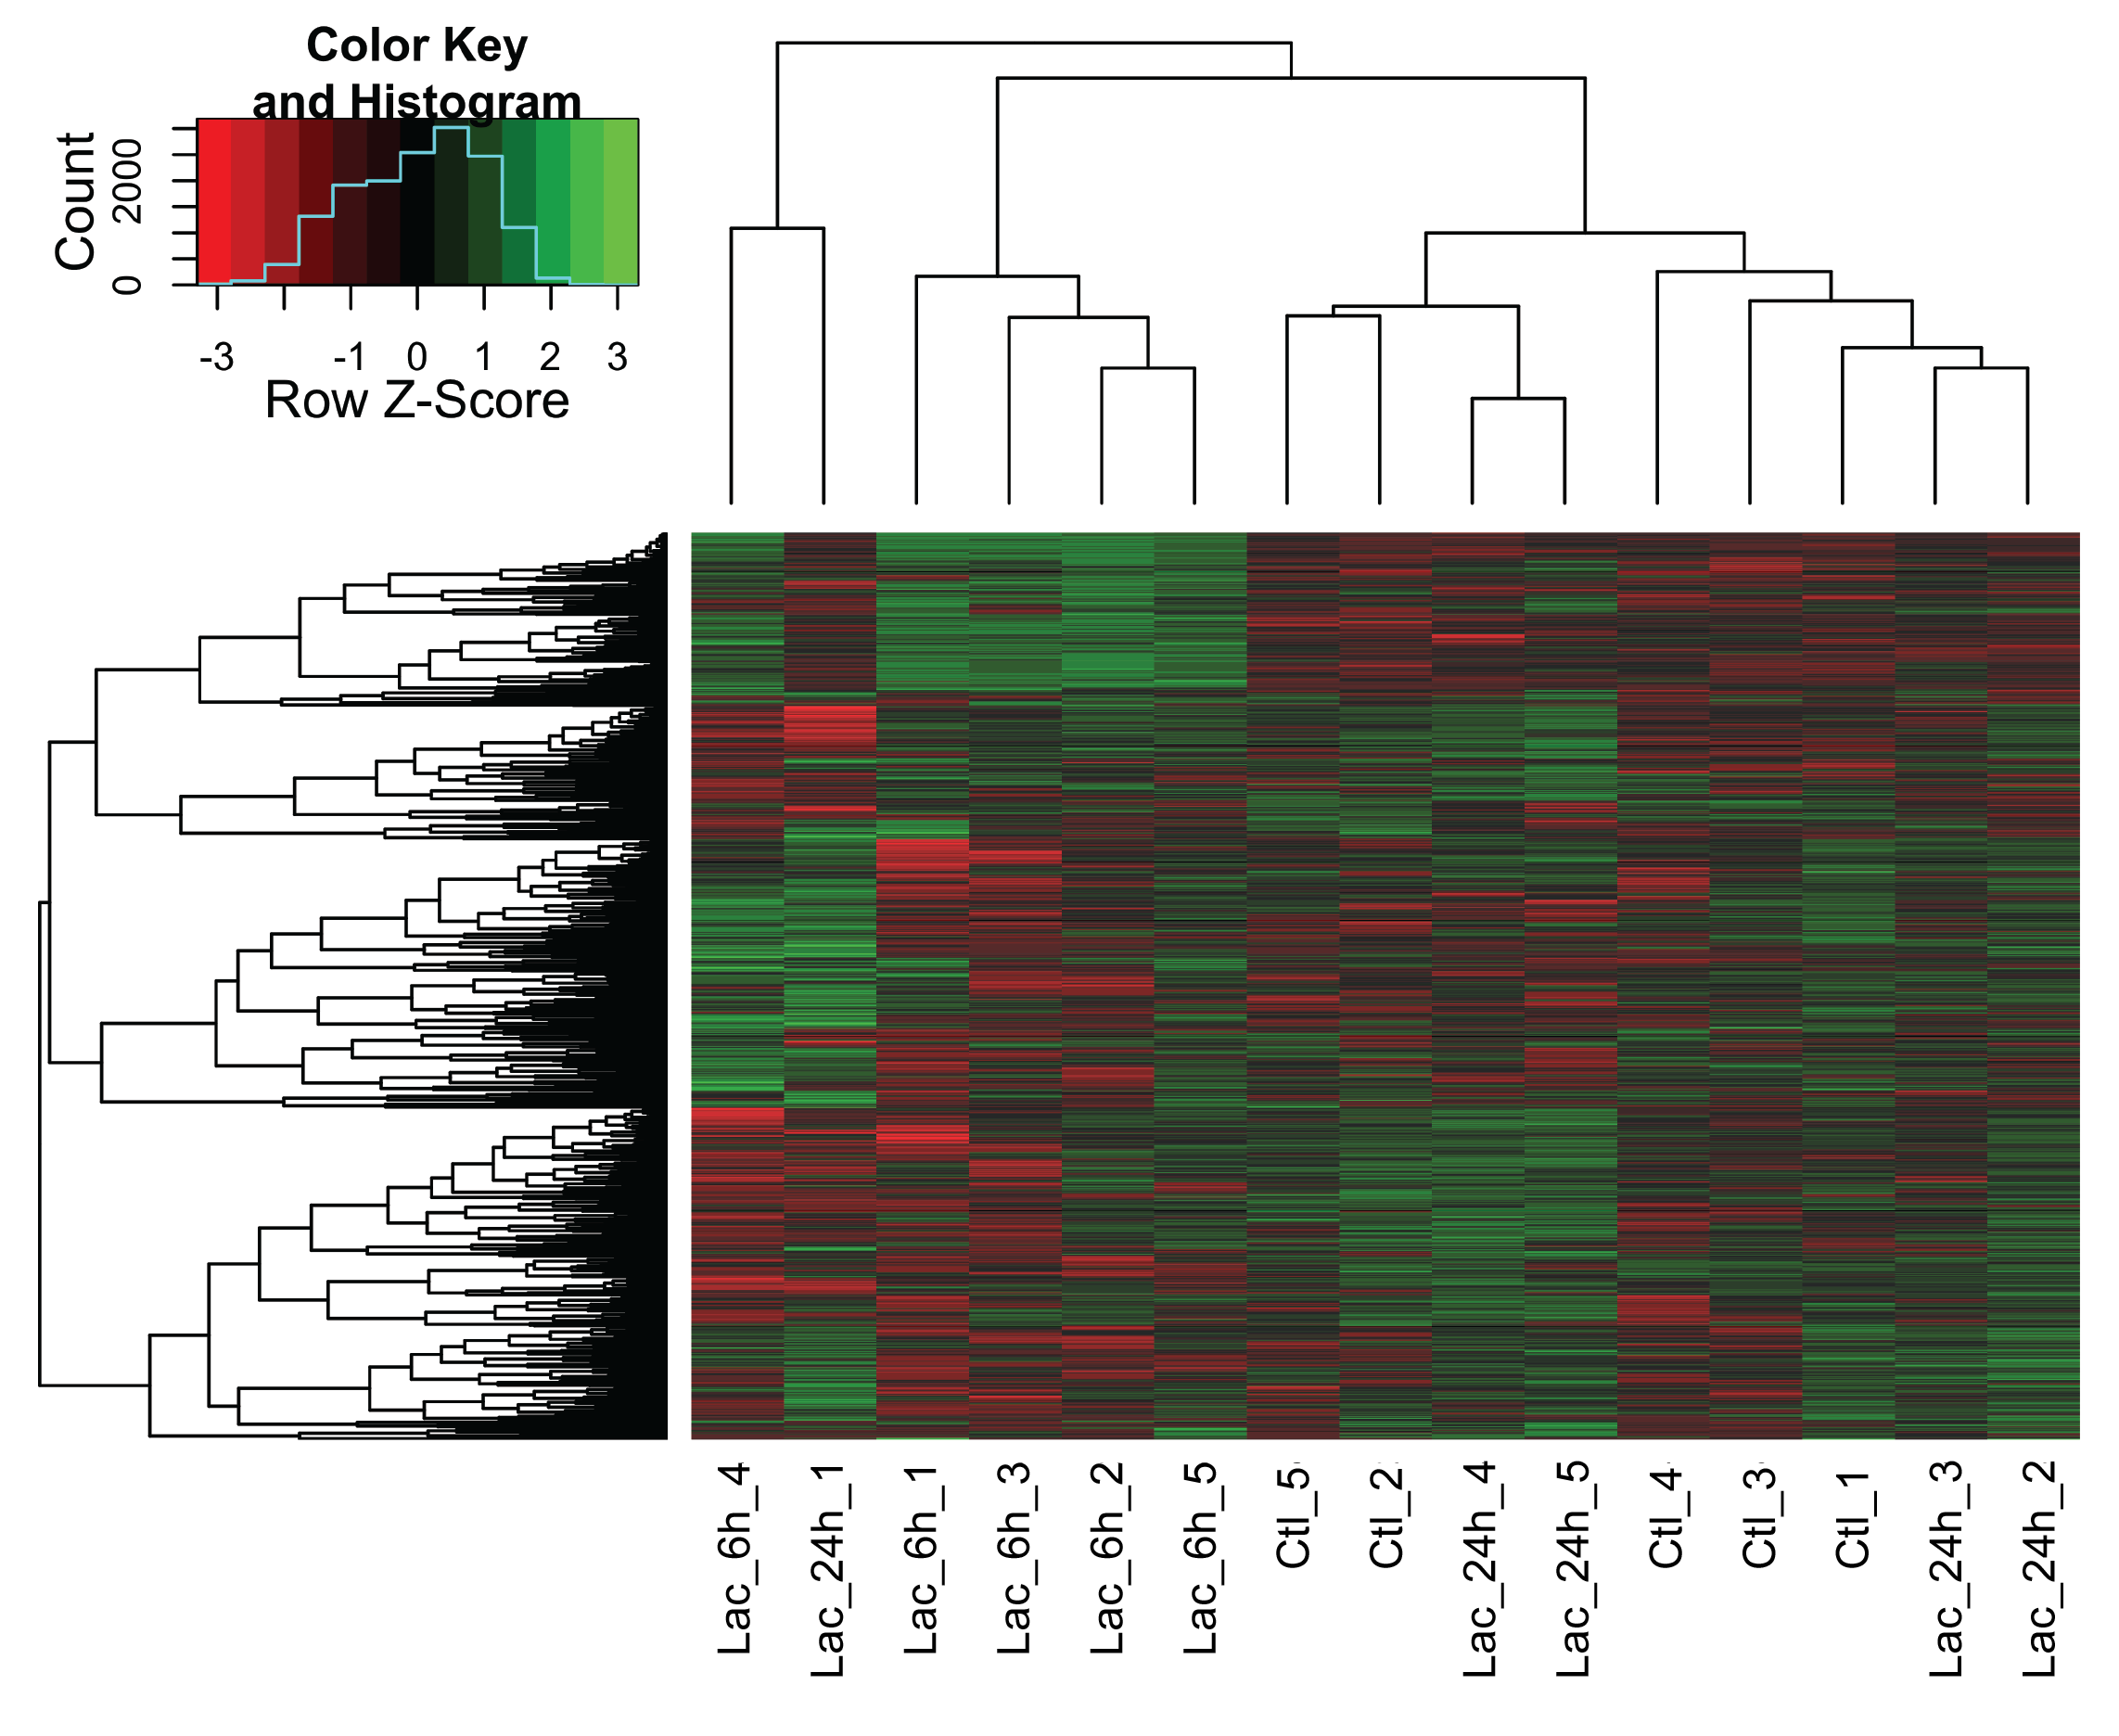 Color Key
and Histogram
Count
0 2000
-3 -1 0 1 2 3
Row Z-Score
Lac_6h_4
Lac_24h_1
Lac_6h_1
Lac_6h_3
Lac_6h_2
Lac_6h_5
Ctl_5
Ctl_2
Lac_24h_4
Lac_24h_5
Ctl_4
Ctl_3
Ctl_1
Lac_24h_3
Lac_24h_2